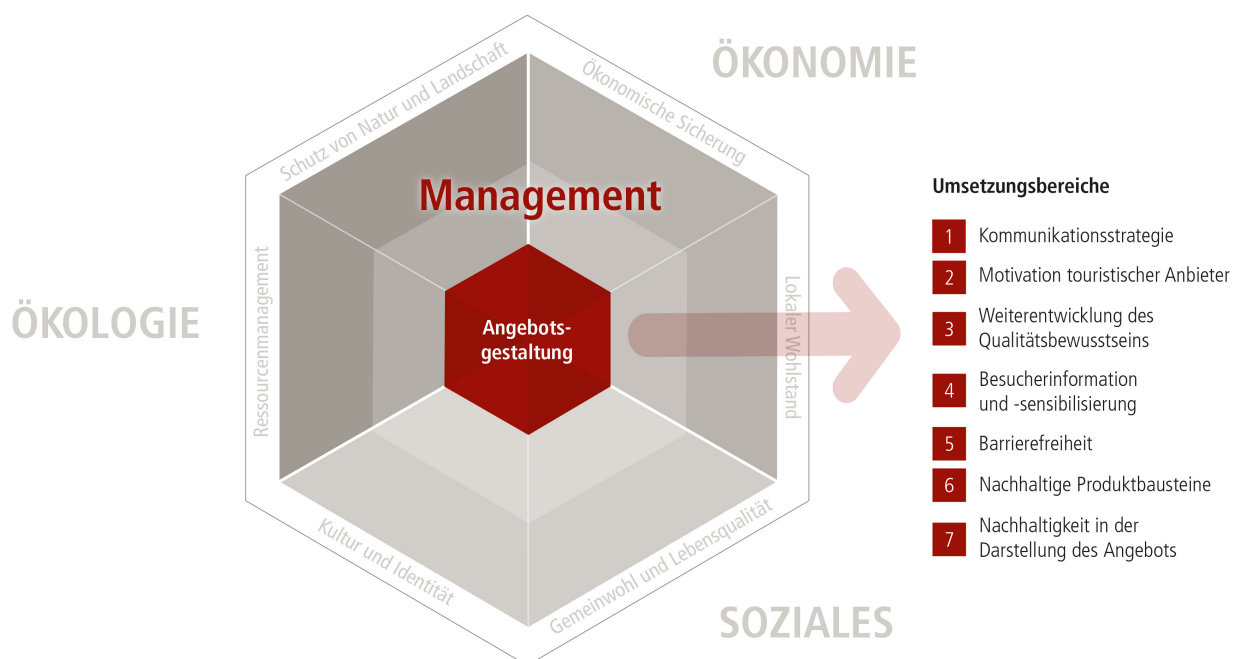 ÖKONOMIE
Schutz von Natur und Landschaft
Ökonomische Sicherung
Management
Ressourcenmanagement
Lokaler Wohlstand
ÖKOLOGIE
Angebots-
gestaltung
Kultur und Identität
Gemeinwohl und Lebensqualität
SOZIALES
Umsetzungsbereiche
1 Kommunikationsstrategie
2 Motivation touristischer Anbieter
3 Weiterentwicklung des
Qualitätsbewusstseins
4 Besucherinformation
und -sensibilisierung
5 Barrierefreiheit
6 Nachhaltige Produktbausteine
7 Nachhaltigkeit in der
Darstellung des Angebots